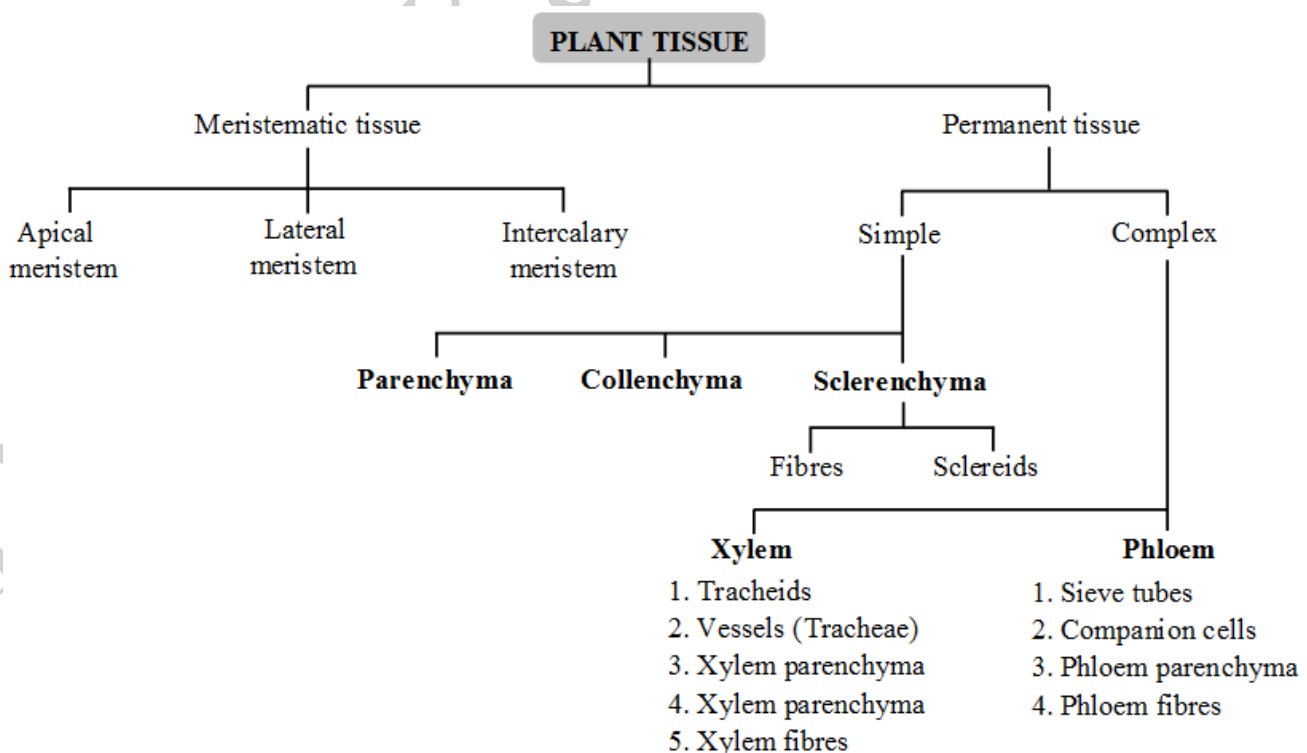 PLANT TISSUE
Meristematic tissue
Permanent tissue
Apical
meristem
Lateral
meristem
Intercalary
meristem
Simple
Complex
Parenchyma
Collenchyma
Sclerenchyma
Fibres
Sclereids
Xylem
1. Tracheids
2. Vessels (Tracheae)
3. Xylem parenchyma
4. Xylem parenchyma
5. Xylem fibres
Phloem
1. Sieve tubes
2. Companion cells
3. Phloem parenchyma
4. Phloem fibres